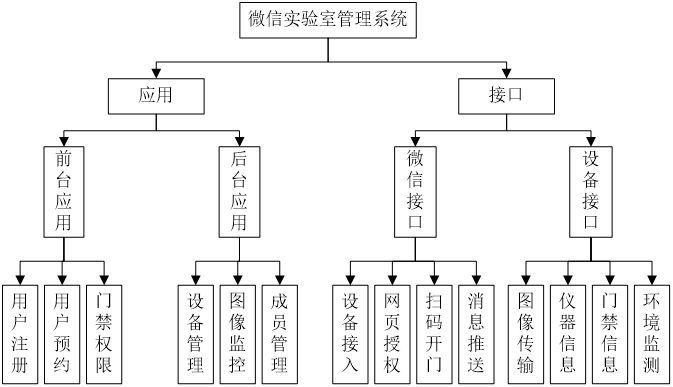 微信实验室管理系统
应用
接口
前台应用
后台应用
微信接口
设备接口
用户注册
用户预约
门禁权限
设备管理
图像监控
成员管理
设备接入
网页授权
扫码开门
消息推送
图像传输
仪器信息
门禁信息
环境监测